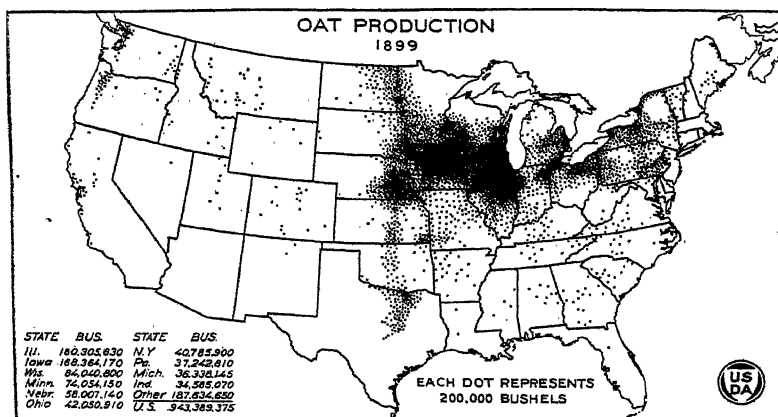 OAT PRODUCTION
1899
STATE BUS. STATE BUS.
Ill. 180,305,630 N.Y 40,785,900
Iowa 168,364,170 Pa. 37,242,810
Wis. 84,040,800 Mich. 36,338,145
Minn. 74,054,150 Ind. 34,565,070
Nebr. 58,007,140 Other 187,634,650
Ohio 42,050,910 U.S. 943,389,375
EACH DOT REPRESENTS
200,000 BUSHELS
US
DA